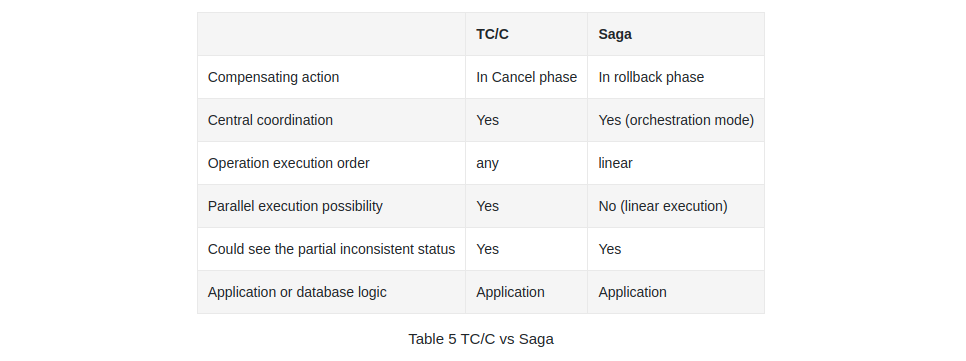 TC/C Saga
Compensating action In Cancel phase In rollback phase
Central coordination Yes Yes (orchestration mode)
Operation execution order any linear
Parallel execution possibility Yes No (linear execution)
Could see the partial inconsistent status Yes Yes
Application or database logic Application Application
Table 5 TC/C vs Saga